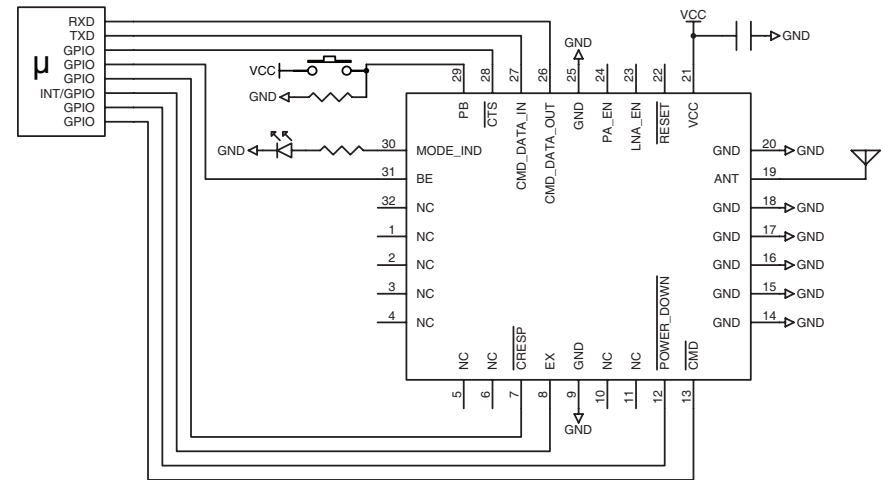 μ
RXD
TXD
GPIO
GPIO
GPIO
INT/GPIO
GPIO
GPIO
VCC
GND
GND
VCC
GND
29
28
27
26
25
24
23
22
21
PB
CTS
CMD_DATA_IN
CMD_DATA_OUT
GND
PA_EN
LNA_EN
RESET
VCC
GND
30 MODE_IND
31 BE
32 NC
1 NC
2 NC
3 NC
4 NC
GND 20 GND
ANT 19
GND 18 GND
GND 17 GND
GND 16 GND
GND 15 GND
GND 14 GND
NC
NC
CRESP
EX
GND
NC
NC
POWER_DOWN
CMD
5
6
7
8
9
10
11
12
13
GND